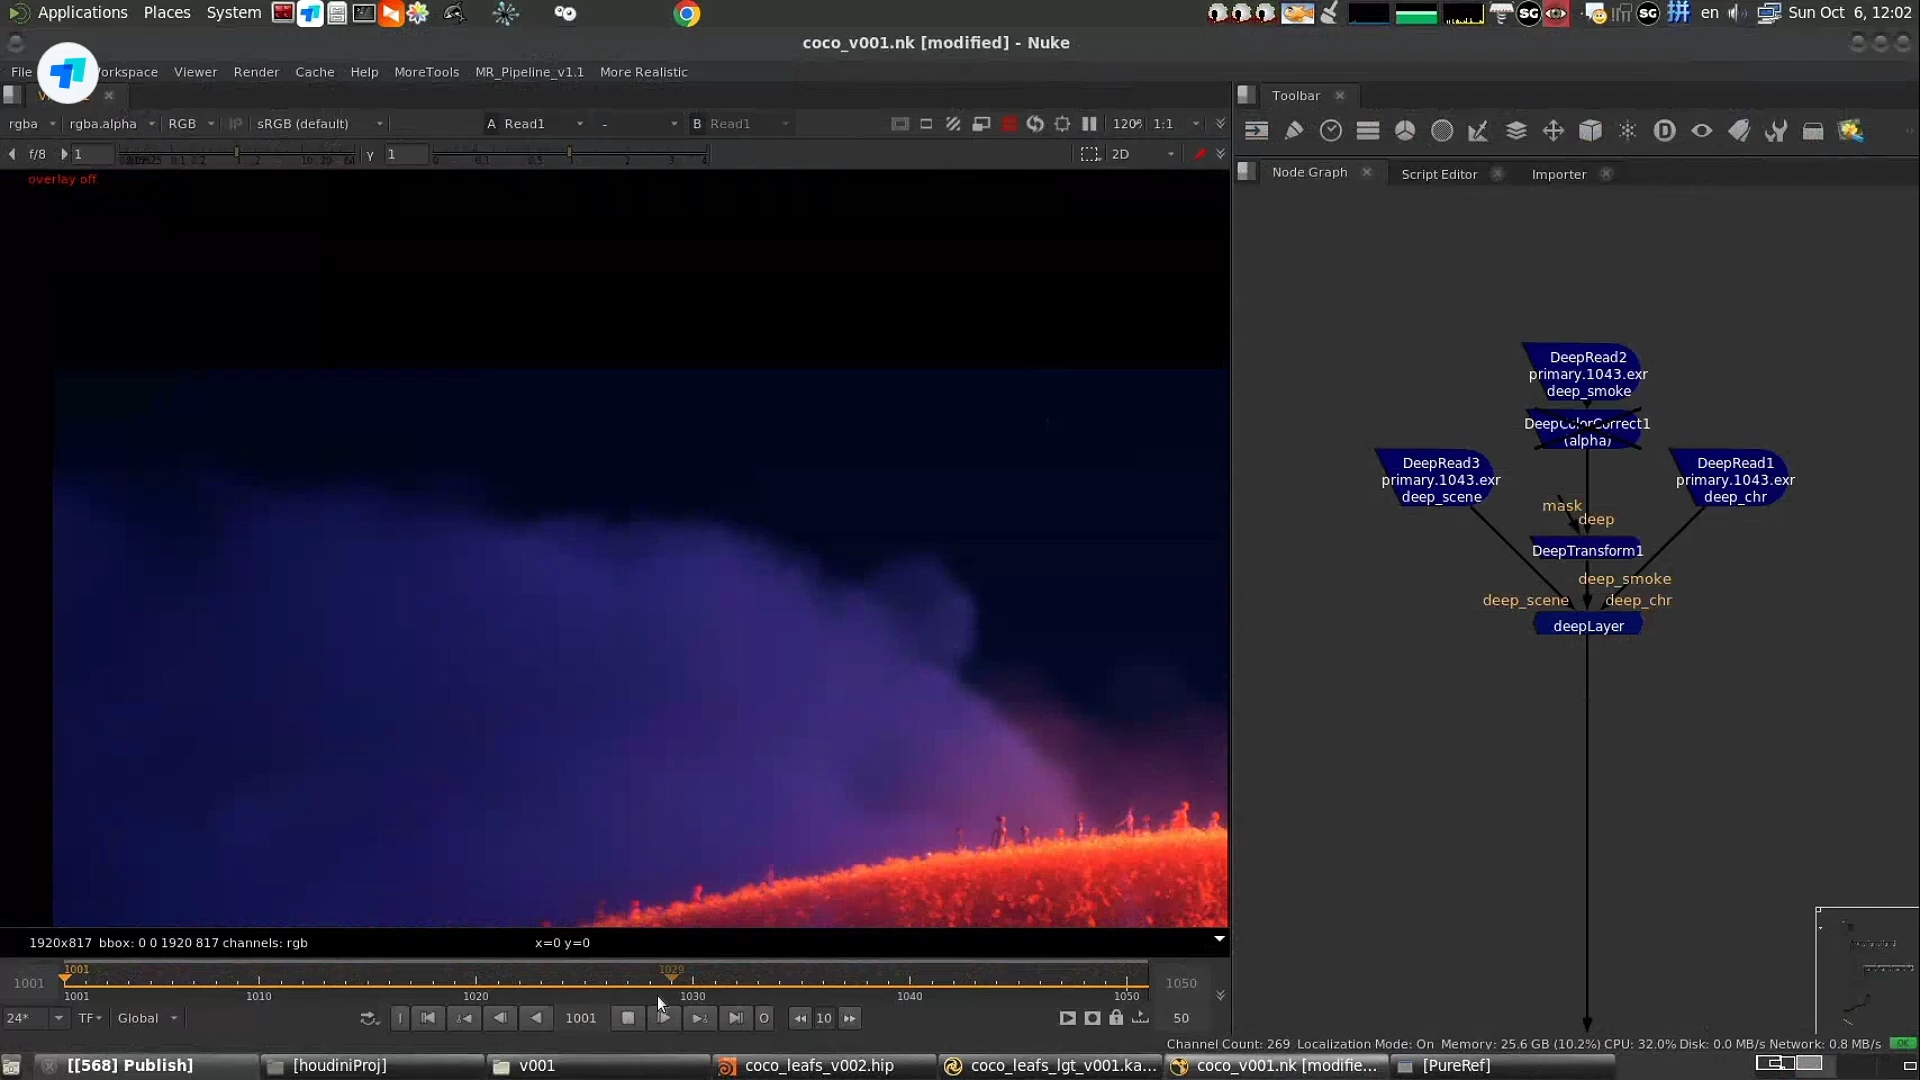 Applications Places System
en Sun Oct 6, 12:02
coco_v001.nk [modified] - Nuke
File orkspace Viewer Render Cache Help MoreTools MR_Pipeline_v1.1 More Realistic
Toolbar
rgba rgba.alpha RGB IP sRGB (default) A Read1 - B Read1 1:1
f/8 1 γ 1 2D
overlay off
Node Graph Script Editor Importer
DeepRead2
primary.1043.exr
deep_smoke
DeepColorCorrect1
(alpha)
DeepRead3
primary.1043.exr
deep_scene
DeepRead1
primary.1043.exr
deep_chr
mask
deep
DeepTransform1
deep_smoke
deep_scene deep_chr
deepLayer
1920x817 bbox: 0 0 1920 817 channels: rgb x=0 y=0
1001 1029
1001 1050
1001 1010 1020 1030 1040 1050
24* TF Global 1001 10 50
Channel Count: 269 Localization Mode: On Memory: 25.6 GB (10.2%) CPU: 32.0% Disk: 0.0 MB/s Network: 0.8 MB/s
[[568] Publish] [houdiniProj] v001 coco_leafs_v002.hip coco_leafs_lgt_v001.ka... coco_v001.nk [modifie... [PureRef]